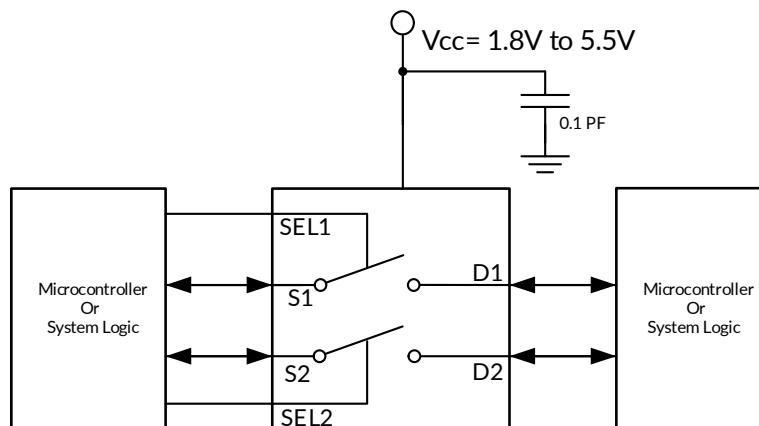 Vcc= 1.8V to 5.5V
0.1 PF
SEL1
S1
D1
Microcontroller
Or
System Logic
Microcontroller
Or
System Logic
S2
D2
SEL2